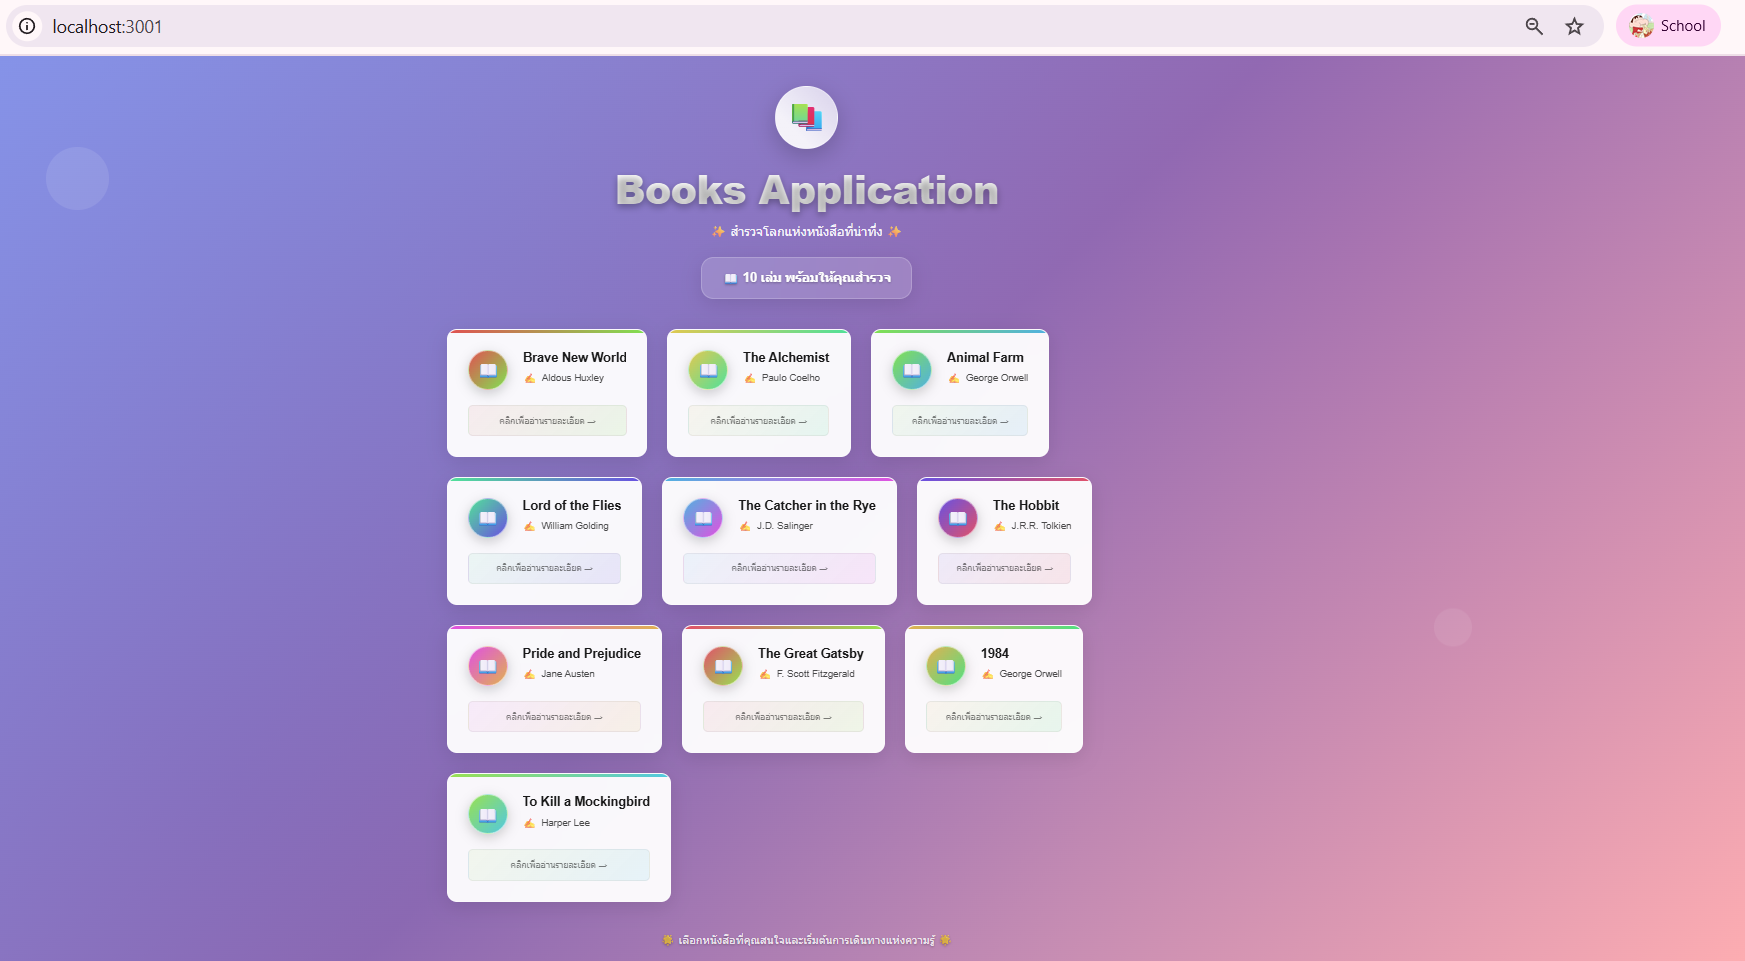 localhost:3001
School
Books Application
✨ สำรวจโลกแห่งหนังสือที่น่าทึ่ง ✨
📖 10 เล่ม พร้อมให้คุณสำรวจ
Brave New World
✍️ Aldous Huxley
คลิกเพื่ออ่านรายละเอียด →
The Alchemist
✍️ Paulo Coelho
คลิกเพื่ออ่านรายละเอียด →
Animal Farm
✍️ George Orwell
คลิกเพื่ออ่านรายละเอียด →
Lord of the Flies
✍️ William Golding
คลิกเพื่ออ่านรายละเอียด →
The Catcher in the Rye
✍️ J.D. Salinger
คลิกเพื่ออ่านรายละเอียด →
The Hobbit
✍️ J.R.R. Tolkien
คลิกเพื่ออ่านรายละเอียด →
Pride and Prejudice
✍️ Jane Austen
คลิกเพื่ออ่านรายละเอียด →
The Great Gatsby
✍️ F. Scott Fitzgerald
คลิกเพื่ออ่านรายละเอียด →
1984
✍️ George Orwell
คลิกเพื่ออ่านรายละเอียด →
To Kill a Mockingbird
✍️ Harper Lee
คลิกเพื่ออ่านรายละเอียด →
🌟 เลือกหนังสือที่คุณสนใจและเริ่มต้นการเดินทางแห่งความรู้ 🌟